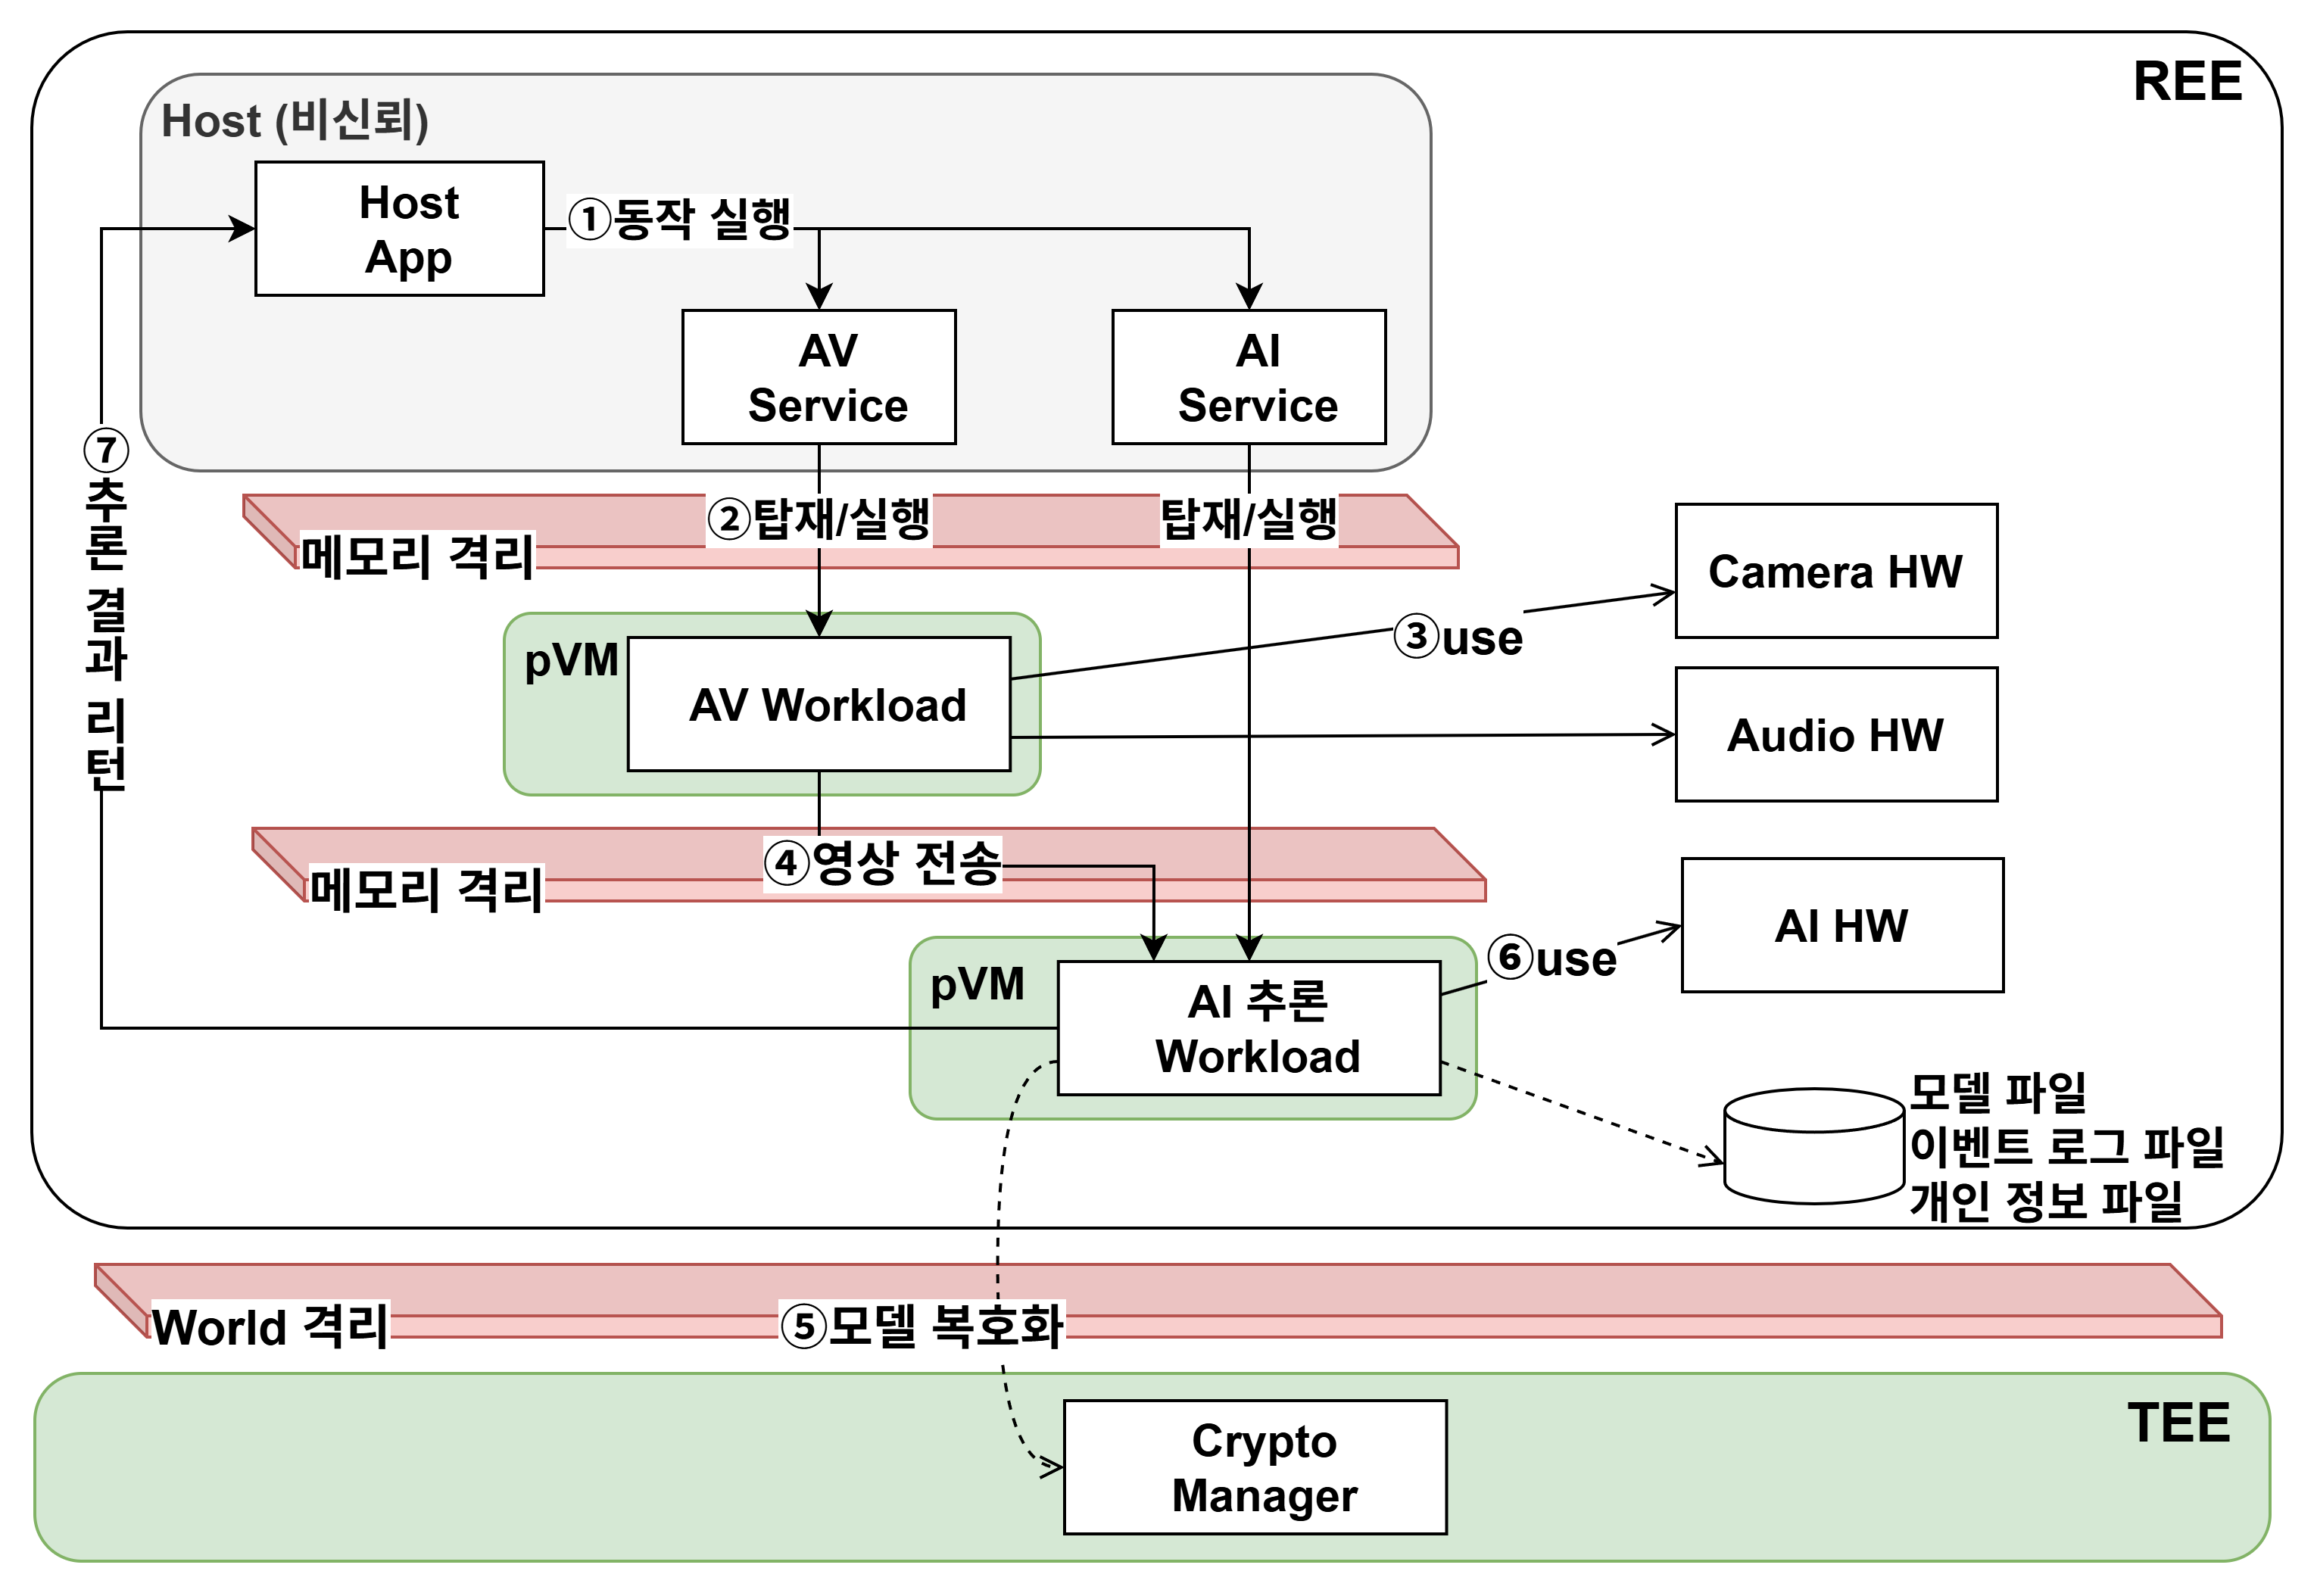 REE
Host (비신뢰)
Host
App
①동작 실행
AV
Service
AI
Service
⑦추론 결과 리턴
②탑재/실행
탑재/실행
메모리 격리
Camera HW
③use
pVM
AV Workload
Audio HW
④영상 전송
메모리 격리
AI HW
⑥use
pVM
AI 추론
Workload
모델 파일
이벤트 로그 파일
개인 정보 파일
World 격리
⑤모델 복호화
TEE
Crypto
Manager